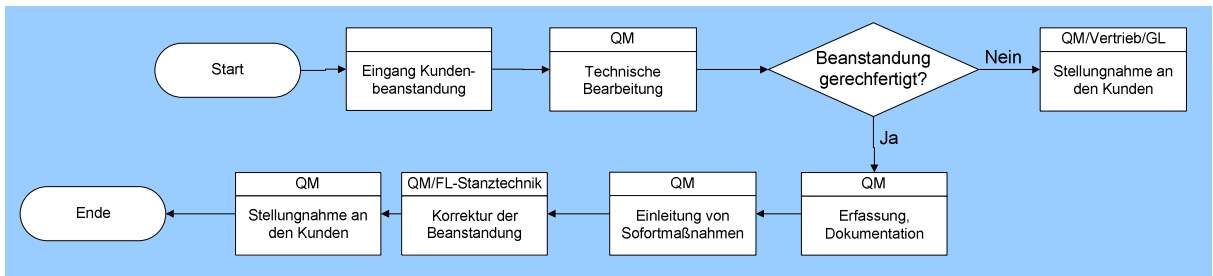 Start
Eingang Kunden-
beanstandung
QM
Technische
Bearbeitung
Beanstandung
gerechfertigt?
Nein
QM/Vertrieb/GL
Stellungnahme an
den Kunden
Ja
QM
Erfassung,
Dokumentation
QM
Einleitung von
Sofortmaßnahmen
QM/FL-Stanztechnik
Korrektur der
Beanstandung
QM
Stellungnahme an
den Kunden
Ende